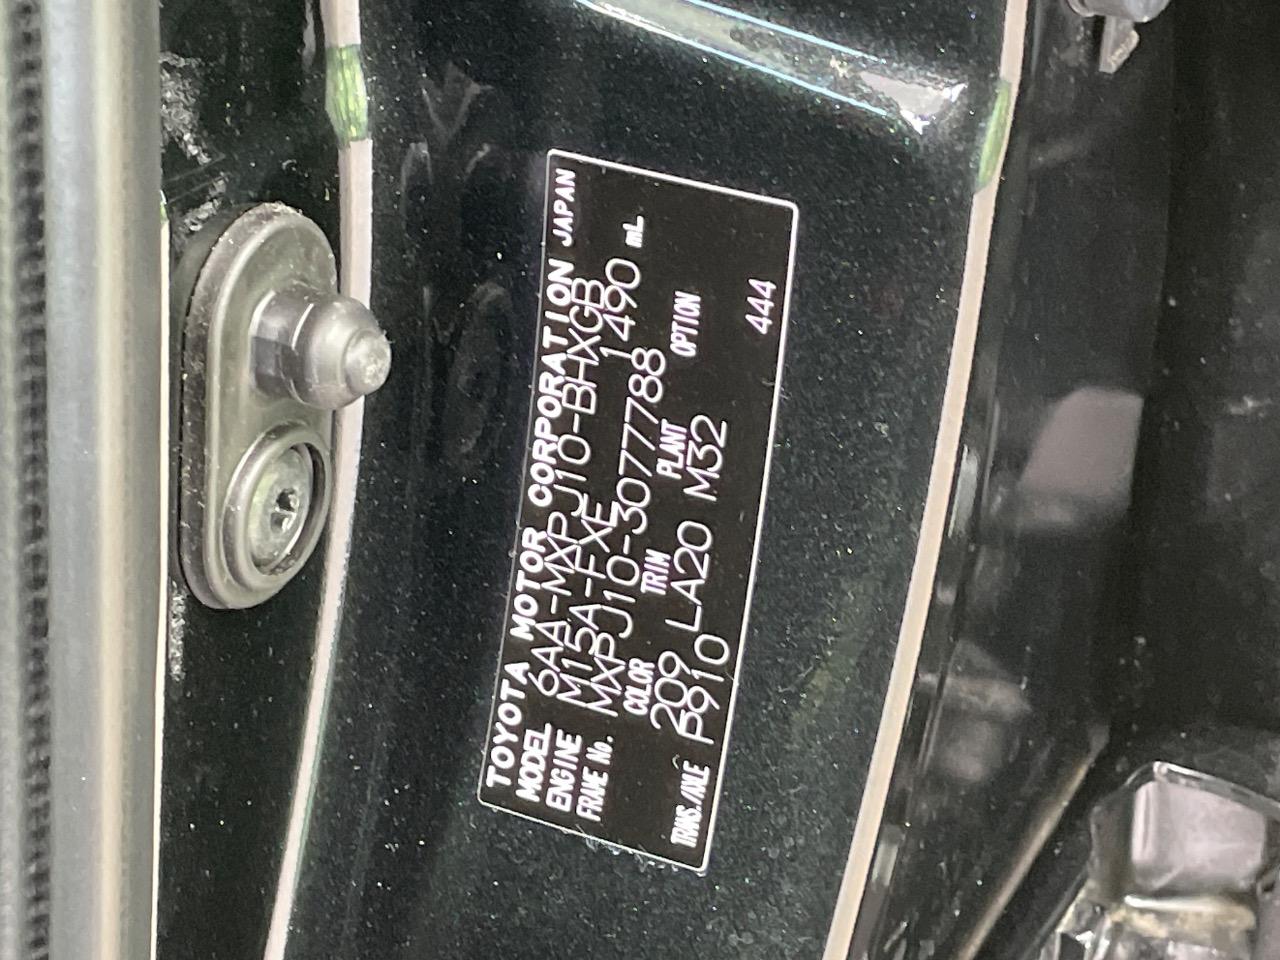 TOYOTA MOTOR CORPORATION JAPAN
MODEL 6AA-MXPJ10-BHXGB
ENGINE M15A-FXE 1490 mL
FRAME No. MXPJ10-3077788
COLOR TRIM PLANT OPTION
209 LA20 M32
TRANS./AXLE P910 444